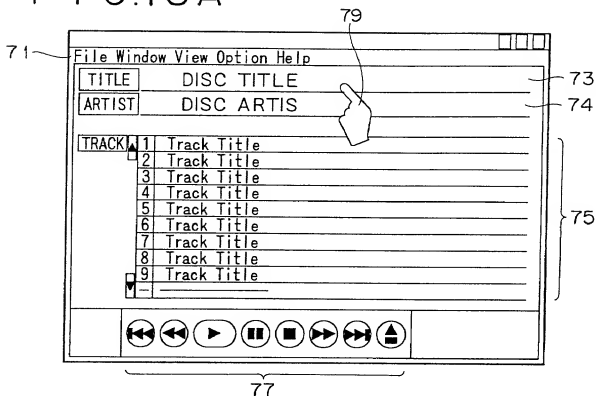 FIG.18A
79
71
File Window View Option Help
TITLE DISC TITLE 73
ARTIST DISC ARTIS 74
TRACK 1 Track Title
2 Track Title
3 Track Title
4 Track Title
5 Track Title 75
6 Track Title
7 Track Title
8 Track Title
9 Track Title
77